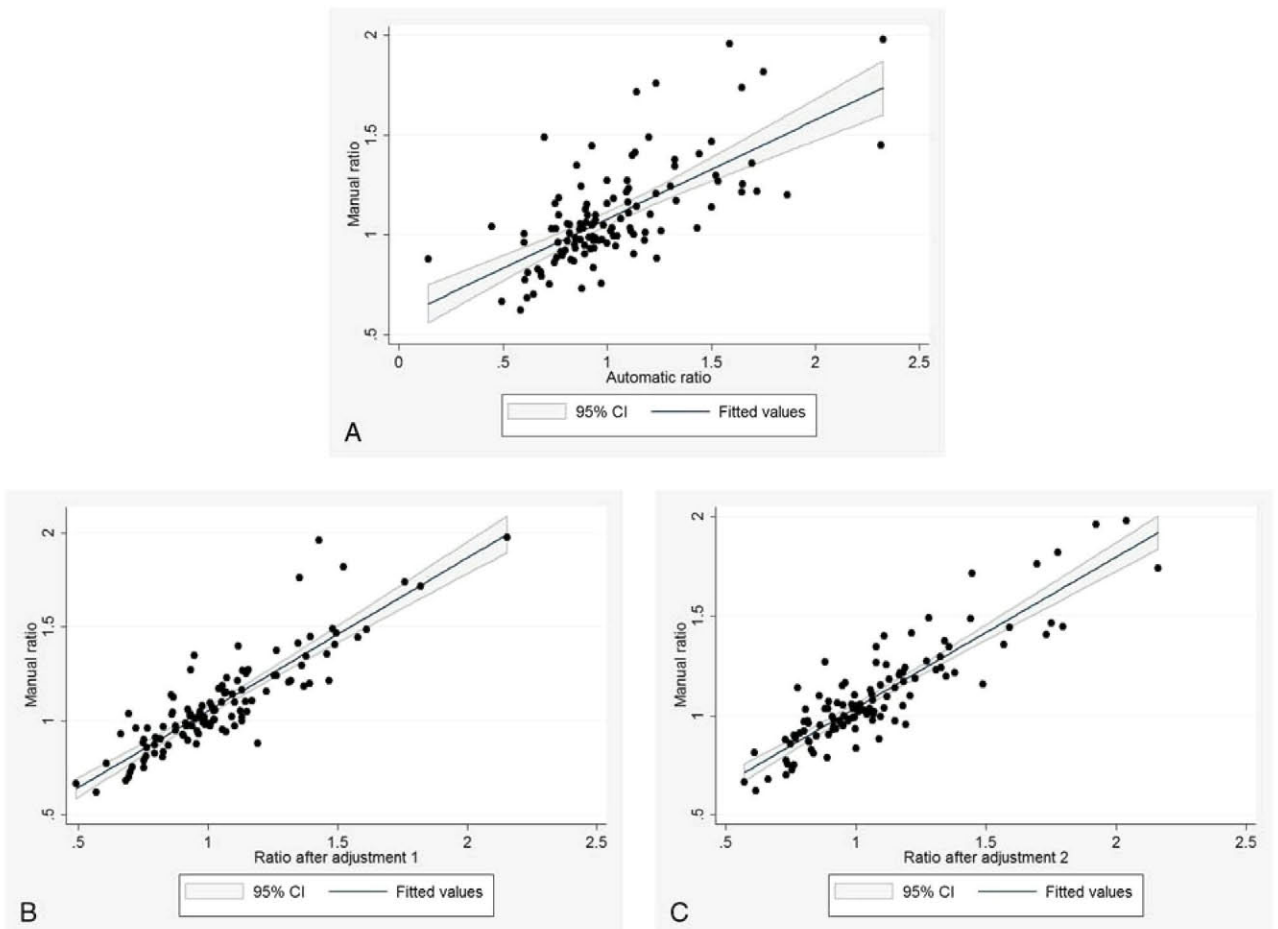 Manual ratio
2
1.5
1
.5
0 .5 1 1.5 2 2.5
Automatic ratio
95% CI Fitted values
A
Manual ratio
2
1.5
1
.5
.5 1 1.5 2 2.5
Ratio after adjustment 1
95% CI Fitted values
B
Manual ratio
2
1.5
1
.5
.5 1 1.5 2 2.5
Ratio after adjustment 2
95% CI Fitted values
C